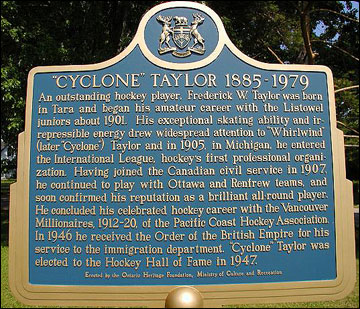 "CYCLONE" TAYLOR 1885-1979
An outstanding hockey player, Frederick W. Taylor was born
in Tara and began his amateur career with the Listowel
juniors about 1901. His exceptional skating ability and ir-
repressible energy drew widespread attention to "Whirlwind"
(later "Cyclone") Taylor and in 1905, in Michigan, he entered
the International League, hockey's first professional organi-
zation. Having joined the Canadian civil service in 1907,
he continued to play with Ottawa and Renfrew teams, and
soon confirmed his reputation as a brilliant all-round player.
He concluded his celebrated hockey career with the Vancouver
Millionaires, 1912-20, of the Pacific Coast Hockey Association.
In 1946 he received the Order of the British Empire for his
service to the immigration department. "Cyclone" Taylor was
elected to the Hockey Hall of Fame in 1947.
Erected by the Ontario Heritage Foundation, Ministry of Culture and Recreation